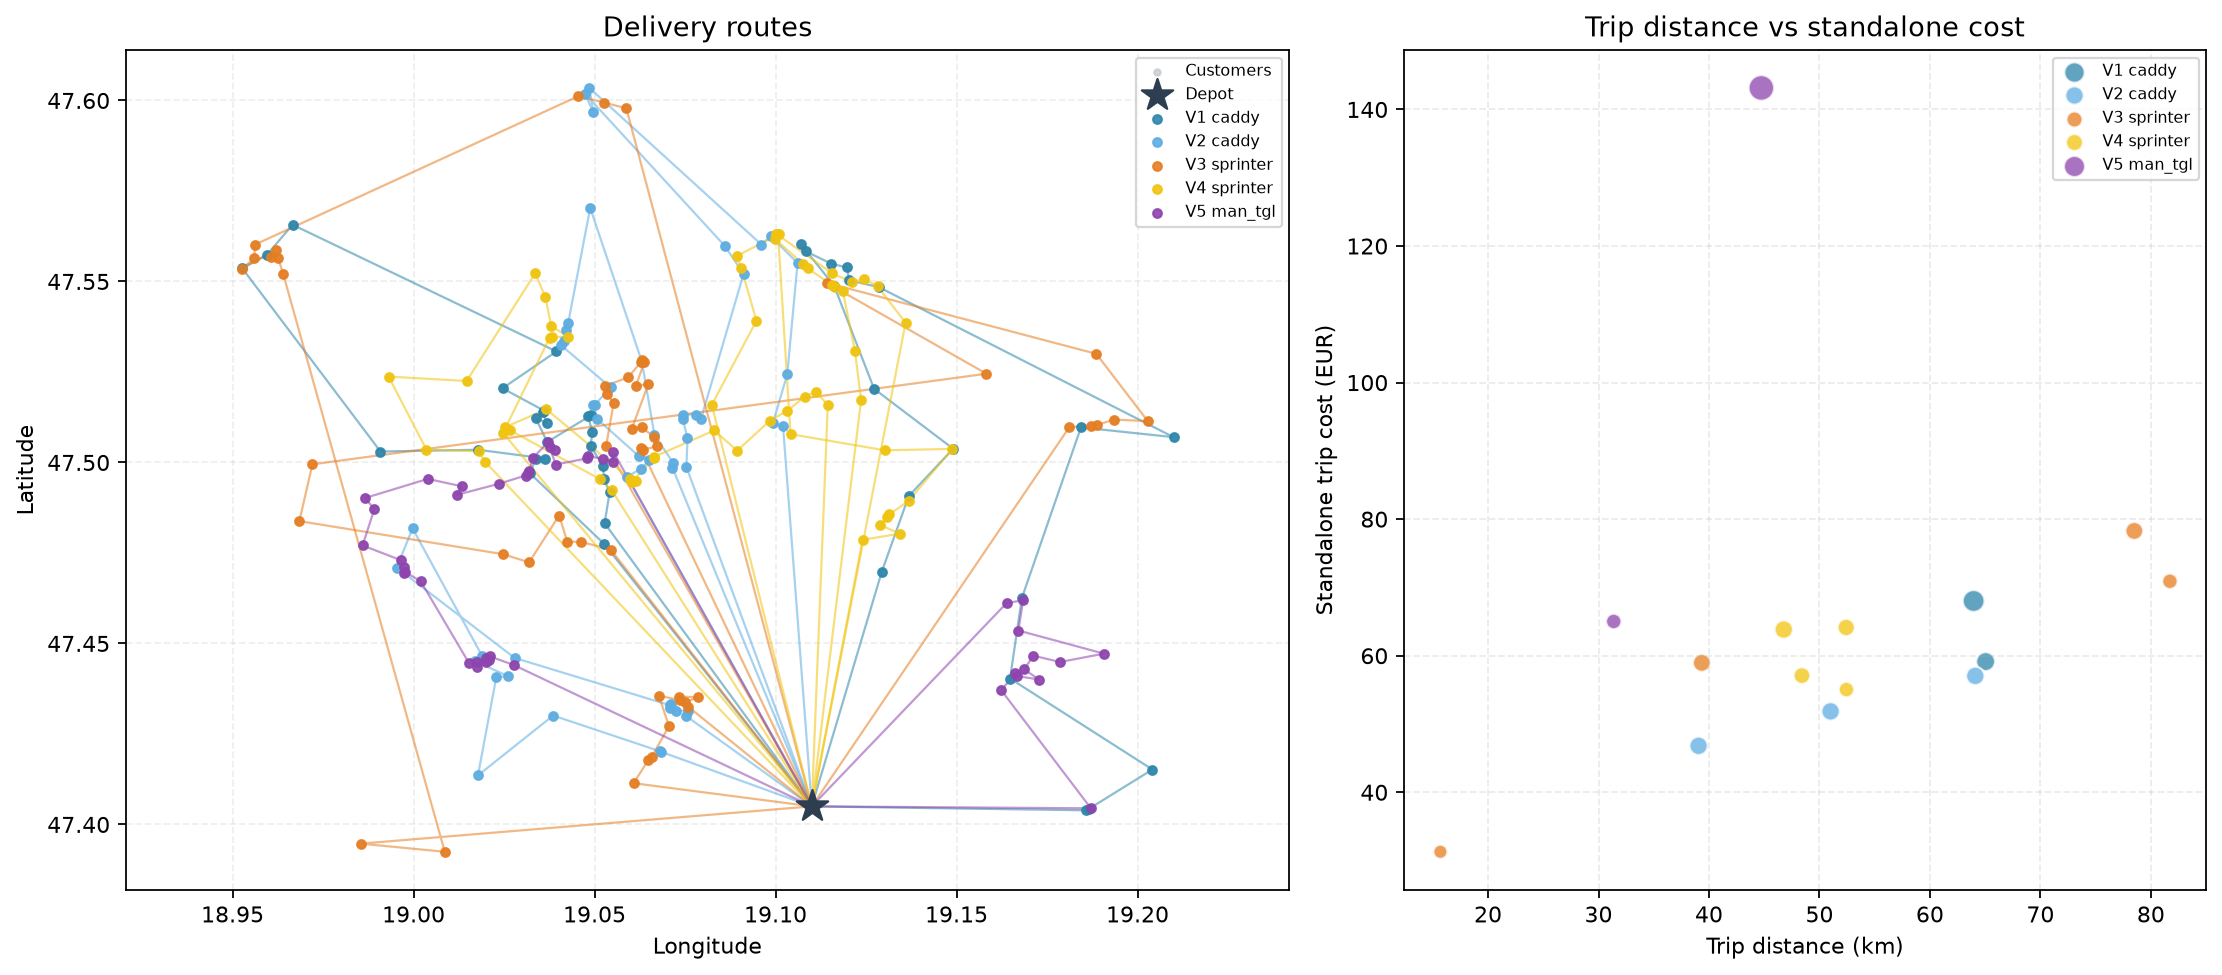 Delivery routes
Customers
Depot
V1 caddy
V2 caddy
V3 sprinter
V4 sprinter
V5 man_tgl
47.60
47.55
47.50
47.45
47.40
Latitude
18.95 19.00 19.05 19.10 19.15 19.20
Longitude
Trip distance vs standalone cost
V1 caddy
V2 caddy
V3 sprinter
V4 sprinter
V5 man_tgl
140
120
100
80
60
40
Standalone trip cost (EUR)
20 30 40 50 60 70 80
Trip distance (km)